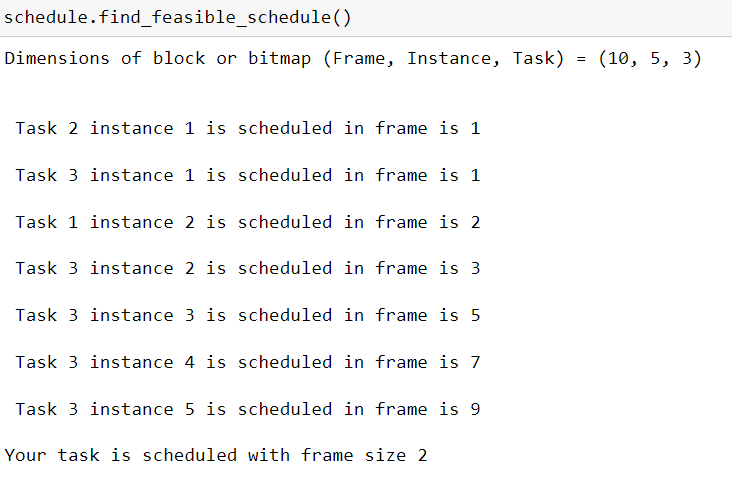 schedule.find_feasible_schedule()
Dimensions of block or bitmap (Frame, Instance, Task) = (10, 5, 3)
Task 2 instance 1 is scheduled in frame is 1
Task 3 instance 1 is scheduled in frame is 1
Task 1 instance 2 is scheduled in frame is 2
Task 3 instance 2 is scheduled in frame is 3
Task 3 instance 3 is scheduled in frame is 5
Task 3 instance 4 is scheduled in frame is 7
Task 3 instance 5 is scheduled in frame is 9
Your task is scheduled with frame size 2